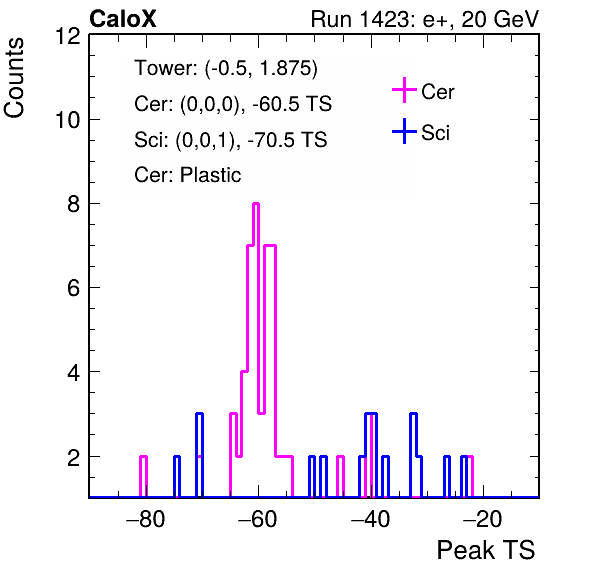 CaloX Run 1423: e+, 20 GeV
Counts
12
10
8
6
4
2
Tower: (-0.5, 1.875)
Cer: (0,0,0), -60.5 TS
Sci: (0,0,1), -70.5 TS
Cer: Plastic
Cer
Sci
−80 −60 −40 −20
Peak TS